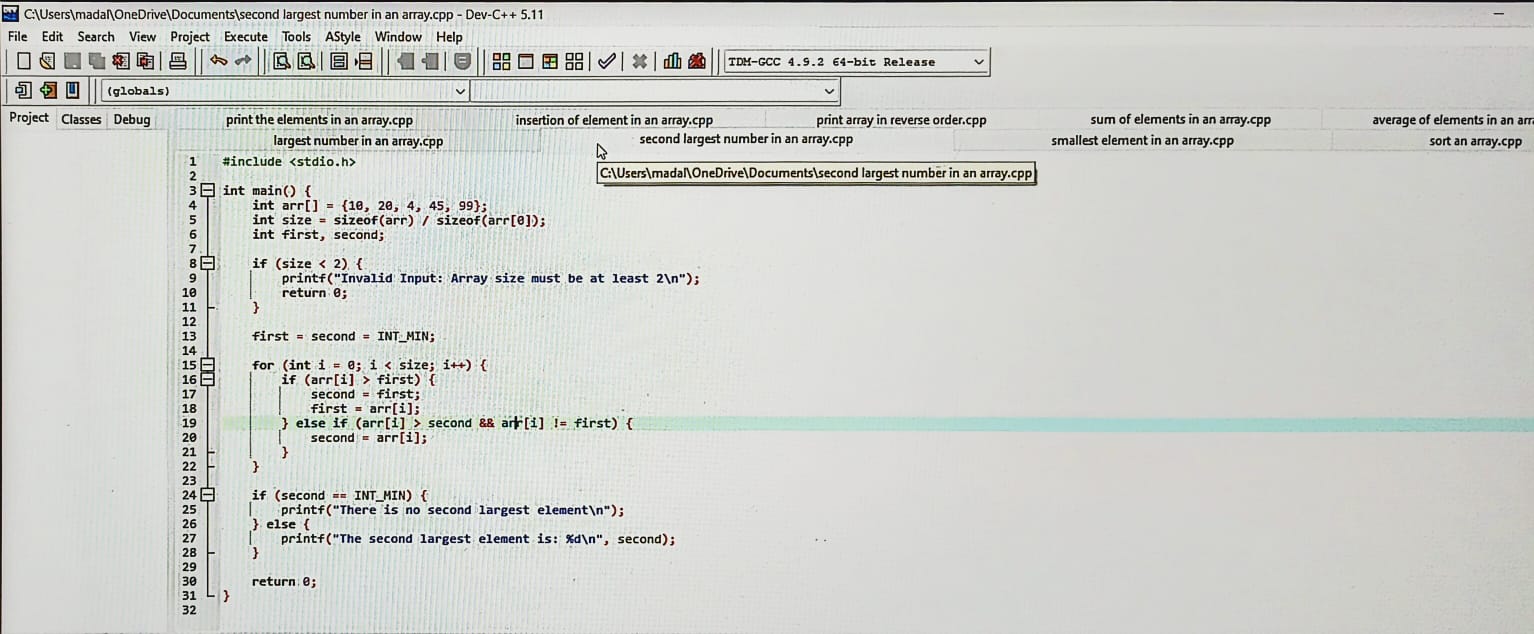 C:\Users\madal\OneDrive\Documents\second largest number in an array.cpp - Dev-C++ 5.11
File Edit Search View Project Execute Tools AStyle Window Help
TDM-GCC 4.9.2 64-bit Release
(globals)
Project Classes Debug
print the elements in an array.cpp insertion of element in an array.cpp print array in reverse order.cpp sum of elements in an array.cpp average of elements in an arr
largest number in an array.cpp second largest number in an array.cpp smallest element in an array.cpp sort an array.cpp
C:\Users\madal\OneDrive\Documents\second largest number in an array.cpp
1 #include <stdio.h>
2
3 int main() {
4 int arr[] = {10, 20, 4, 45, 99};
5 int size = sizeof(arr) / sizeof(arr[0]);
6 int first, second;
7
8 if (size < 2) {
9 printf("Invalid Input: Array size must be at least 2\n");
10 return 0;
11 }
12
13 first = second = INT_MIN;
14
15 for (int i = 0; i < size; i++) {
16 if (arr[i] > first) {
17 second = first;
18 first = arr[i];
19 } else if (arr[i] > second && arr[i] != first) {
20 second = arr[i];
21 }
22 }
23
24 if (second == INT_MIN) {
25 printf("There is no second largest element\n");
26 } else {
27 printf("The second largest element is: %d\n", second);
28 }
29
30 return 0;
31 }
32